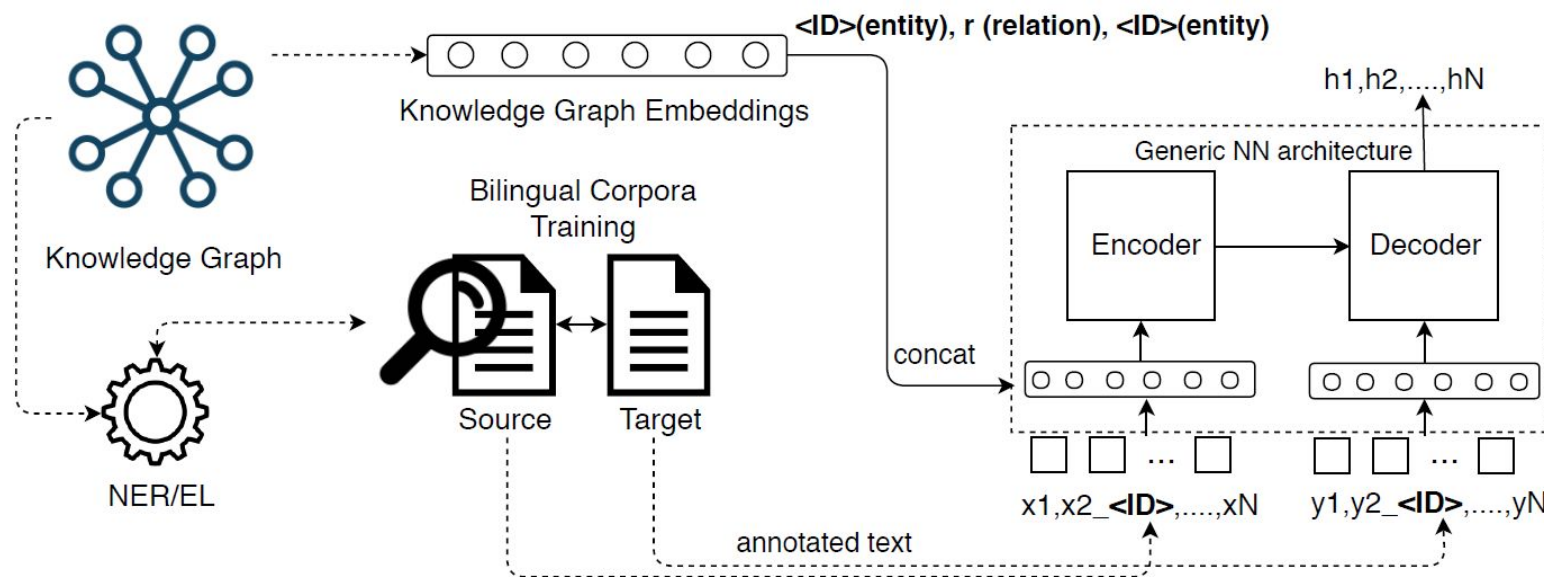 <ID>(entity), r (relation), <ID>(entity)
Knowledge Graph Embeddings
h1,h2,....,hN
Generic NN architecture
Bilingual Corpora
Training
Encoder
Decoder
Knowledge Graph
concat
Source
Target
NER/EL
...
...
x1,x2_<ID>,....,xN
y1,y2_<ID>,....,yN
annotated text